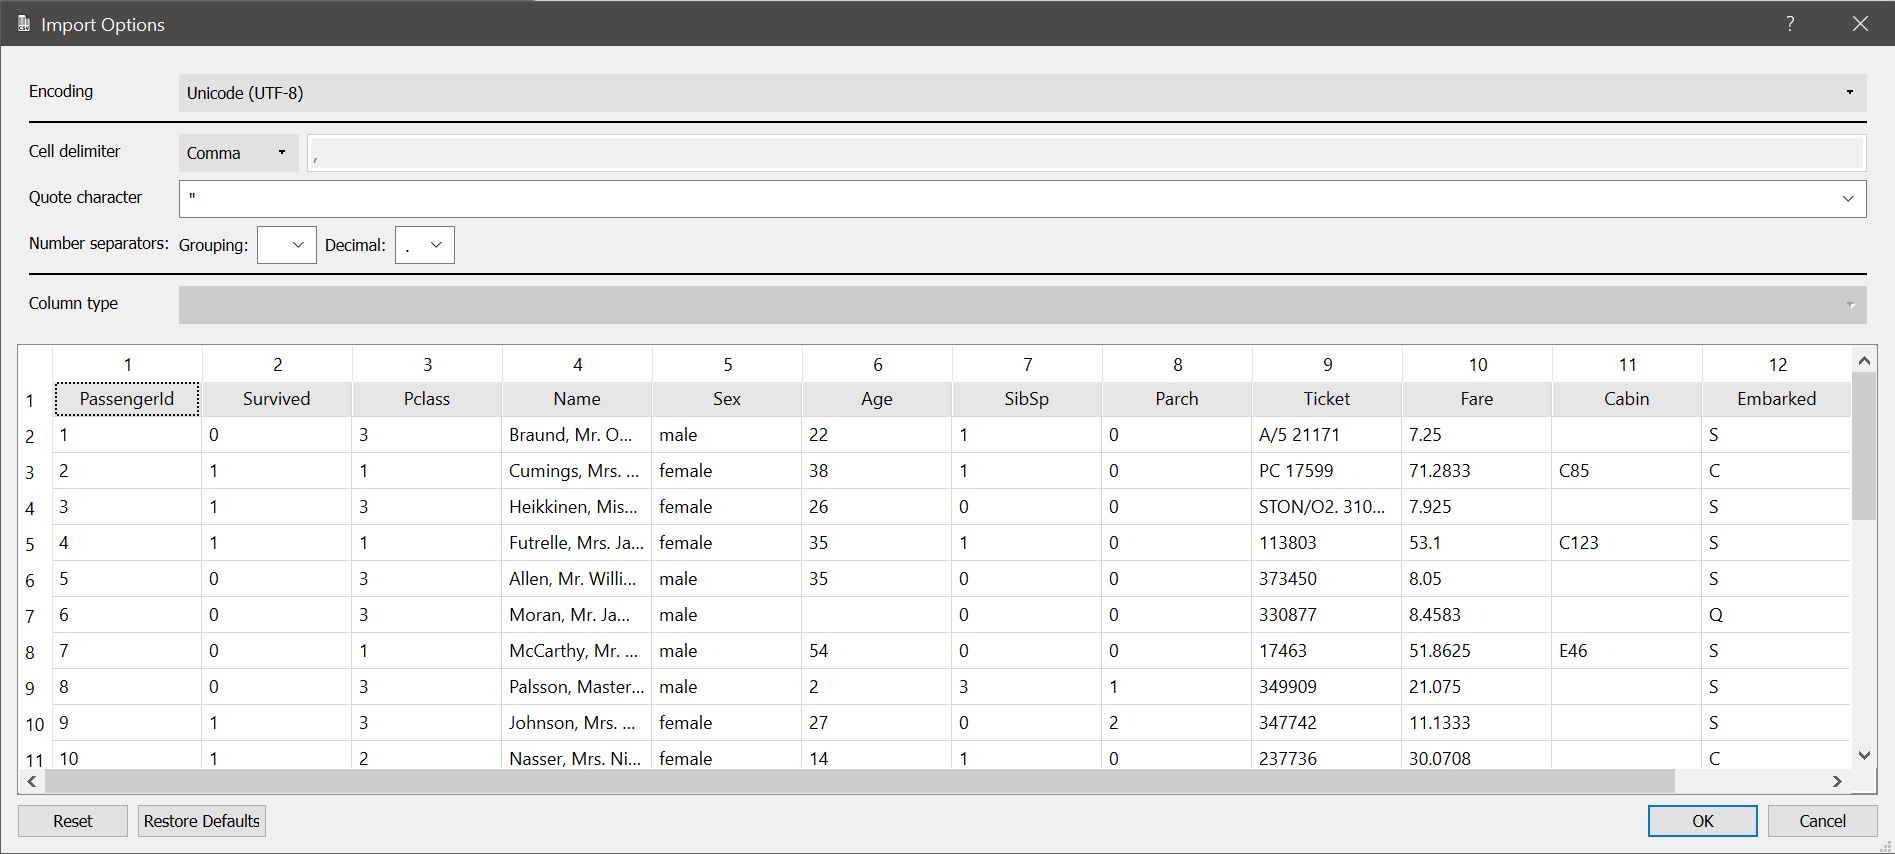 Import Options ?
Encoding Unicode (UTF-8)
Cell delimiter Comma ,
Quote character "
Number separators: Grouping: Decimal: .
Column type
1 2 3 4 5 6 7 8 9 10 11 12
1 PassengerId Survived Pclass Name Sex Age SibSp Parch Ticket Fare Cabin Embarked
2 1 0 3 Braund, Mr. O... male 22 1 0 A/5 21171 7.25 S
3 2 1 1 Cumings, Mrs. ... female 38 1 0 PC 17599 71.2833 C85 C
4 3 1 3 Heikkinen, Mis... female 26 0 0 STON/O2. 310... 7.925 S
5 4 1 1 Futrelle, Mrs. Ja... female 35 1 0 113803 53.1 C123 S
6 5 0 3 Allen, Mr. Willi... male 35 0 0 373450 8.05 S
7 6 0 3 Moran, Mr. Ja... male 0 0 330877 8.4583 Q
8 7 0 1 McCarthy, Mr. ... male 54 0 0 17463 51.8625 E46 S
9 8 0 3 Palsson, Master... male 2 3 1 349909 21.075 S
10 9 1 3 Johnson, Mrs. ... female 27 0 2 347742 11.1333 S
11 10 1 2 Nasser, Mrs. Ni... female 14 1 0 237736 30.0708 C
Reset Restore Defaults OK Cancel